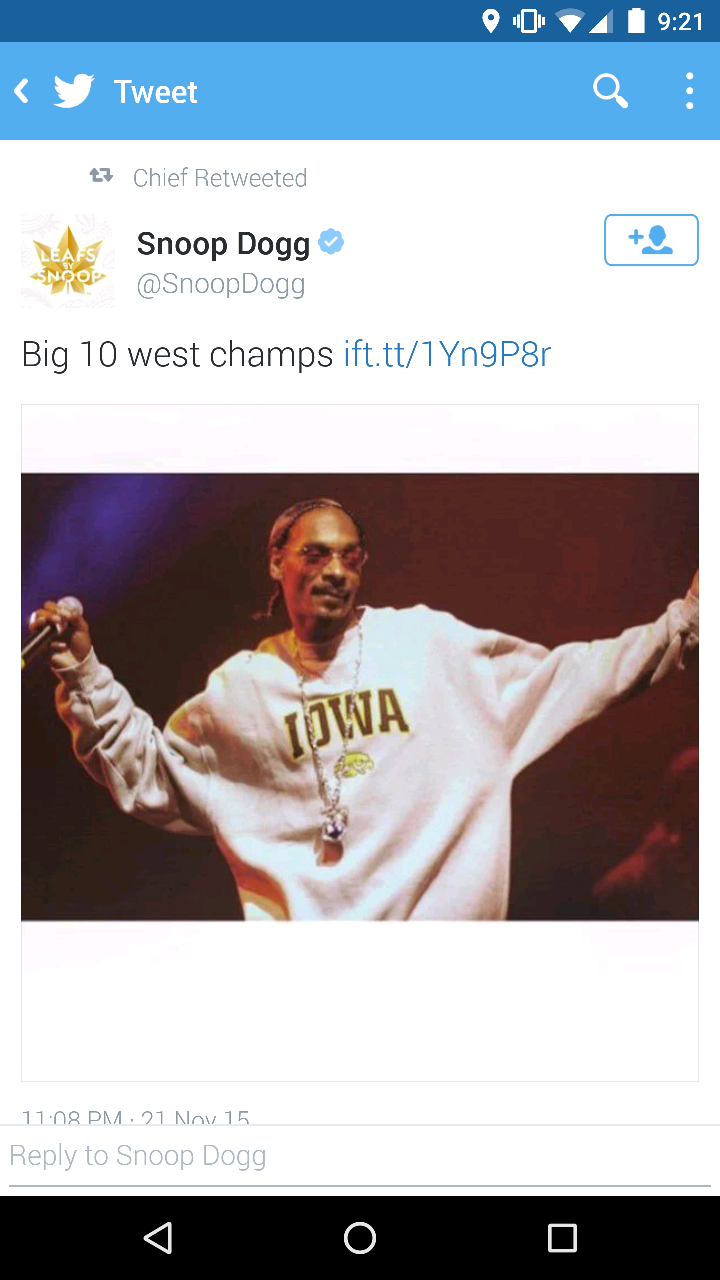 9:21
Tweet
Chief Retweeted
LEAFS
BY
SNOOP
Snoop Dogg
@SnoopDogg
Big 10 west champs ift.tt/1Yn9P8r
IOWA
11:08 PM · 21 Nov 15
Reply to Snoop Dogg